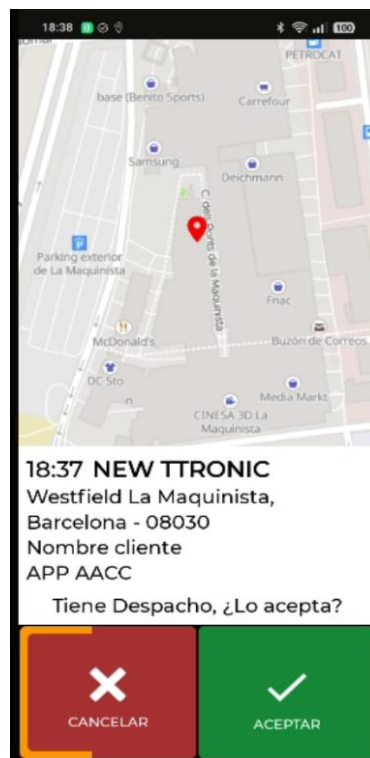 18:38
100
PETROCAT
base (Benito Sports)
Carrefour
Samsung
Deichmann
C. dels Ponts de la Maquinista
P
Parking exterior
de La Maquinista
Fnac
McDonald's
Buzón de Correos
DC Sto
n
Media Markt
CINESA 3D La
Maquinista
18:37 NEW TTRONIC
Westfield La Maquinista,
Barcelona - 08030
Nombre cliente
APP AACC
Tiene Despacho, ¿Lo acepta?
CANCELAR
ACEPTAR